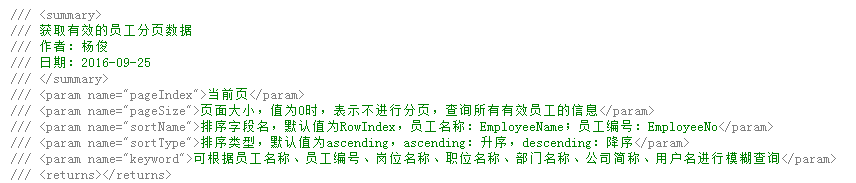 /// <summary>
/// 获取有效的员工分页数据
/// 作者：杨俊
/// 日期：2016-09-25
/// </summary>
/// <param name="pageIndex">当前页</param>
/// <param name="pageSize">页面大小，值为0时，表示不进行分页，查询所有有效员工的信息</param>
/// <param name="sortName">排序字段名，默认值为RowIndex，员工名称：EmployeeName；员工编号：EmployeeNo</param>
/// <param name="sortType">排序类型，默认值为ascending，ascending：升序，descending：降序</param>
/// <param name="keyword">可根据员工名称、员工编号、岗位名称、职位名称、部门名称、公司简称、用户名进行模糊查询</param>
/// <returns></returns>